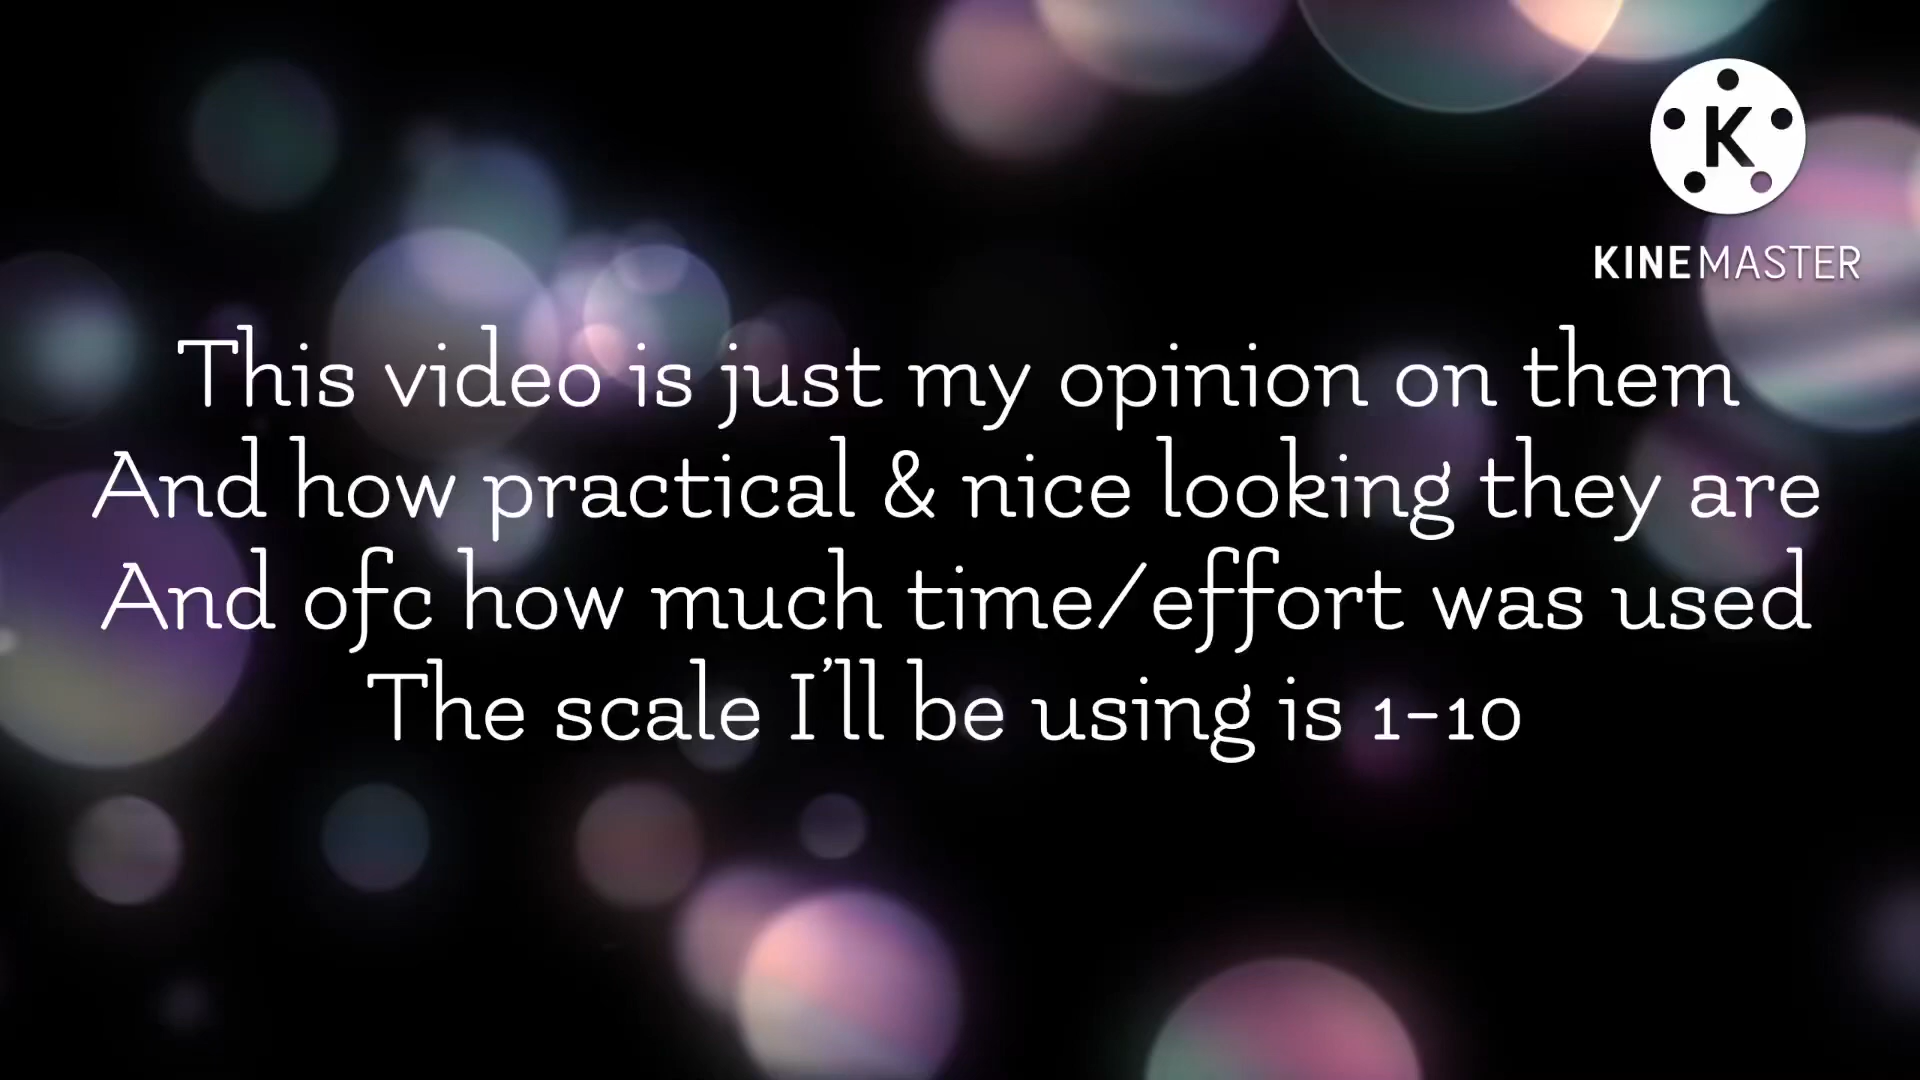 K
KINEMASTER
This video is just my opinion on them
And how practical & nice looking they are
And ofc how much time/effort was used
The scale I'll be using is 1-10